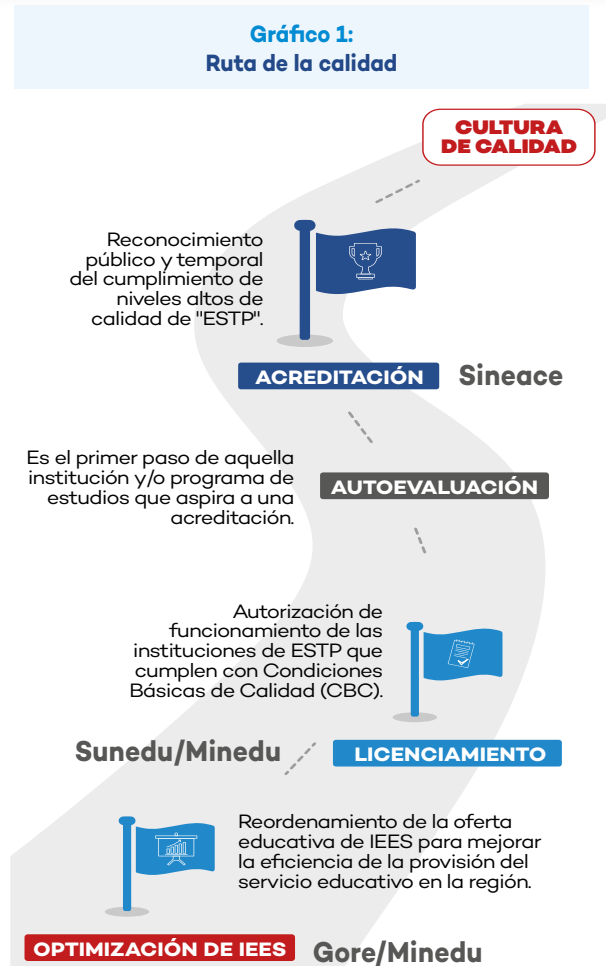 Gráfico 1:
Ruta de la calidad
CULTURA
DE CALIDAD
Reconocimiento
público y temporal
del cumplimiento de
niveles altos de
calidad de "ESTP".
ACREDITACIÓN Sineace
Es el primer paso de aquella
institución y/o programa de
estudios que aspira a una
acreditación.
AUTOEVALUACIÓN
Autorización de
funcionamiento de las
instituciones de ESTP que
cumplen con Condiciones
Básicas de Calidad (CBC).
Sunedu/Minedu LICENCIAMIENTO
Reordenamiento de la oferta
educativa de IEES para mejorar
la eficiencia de la provisión del
servicio educativo en la región.
OPTIMIZACIÓN DE IEES Gore/Minedu